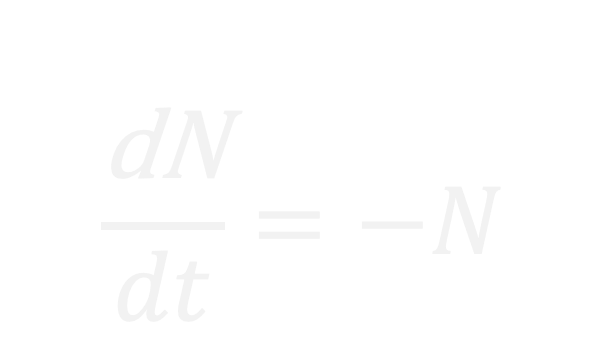 dN/dt = −N